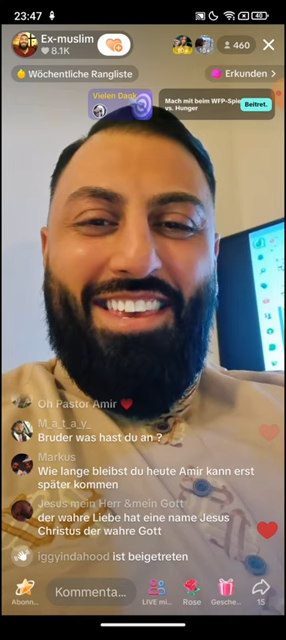 23:47
40
Ex-muslim
8.1K
460
Wöchentliche Rangliste
Erkunden >
Vielen Dank
Mach mit beim WFP-Spie
vs. Hunger
Beitret.
Oh Pastor Amir
M_a_t_a_y_
Bruder was hast du an ?
Markus
Wie lange bleibst du heute Amir kann erst
später kommen
Jesus mein Herr &mein Gott
der wahre Liebe hat eine name Jesus
Christus der wahre Gott
iggyindahood ist beigetreten
Kommenta...
Abonn...
LIVE mi...
Rose
Gesche...
15